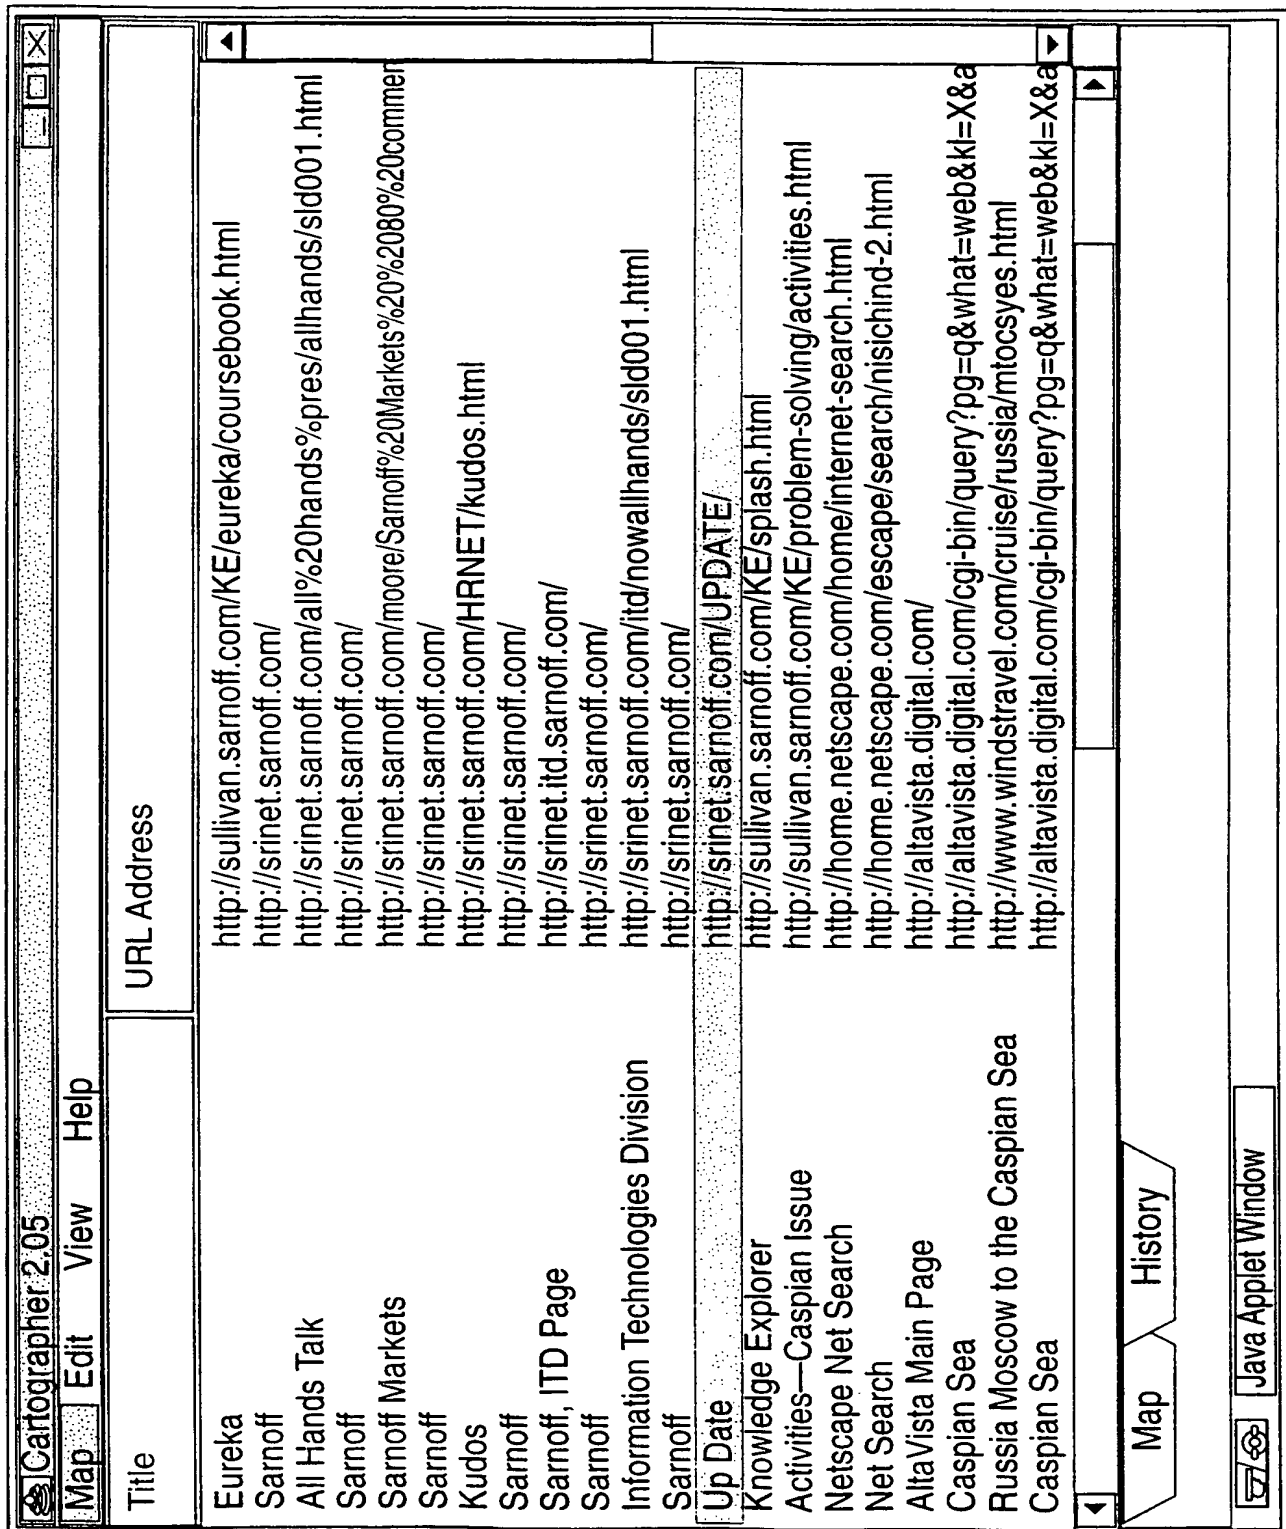 Cartographer 2.05
Map Edit View Help
Title URL Address
Eureka http://sullivan.sarnoff.com/KE/eureka/coursebook.html
Sarnoff http://srinet.sarnoff.com/
All Hands Talk http://srinet.sarnoff.com/all%20hands%pres/allhands/sld001.html
Sarnoff http://srinet.sarnoff.com/
Sarnoff Markets http://srinet.sarnoff.com/moore/Sarnoff%20Markets%20%2080%20commen
Sarnoff http://srinet.sarnoff.com/
Kudos http://srinet.sarnoff.com/HRNET/kudos.html
Sarnoff http://srinet.sarnoff.com/
Sarnoff, ITD Page http://srinet.itd.sarnoff.com/
Sarnoff http://srinet.sarnoff.com/
Information Technologies Division http://srinet.sarnoff.com/itd/nowallhands/sld001.html
Sarnoff http://srinet.sarnoff.com/
Up Date http://srinet.sarnoff.com/UPDATE/
Knowledge Explorer http://sullivan.sarnoff.com/KE/splash.html
Activities—Caspian Issue http://sullivan.sarnoff.com/KE/problem-solving/activities.html
Netscape Net Search http://home.netscape.com/home/internet-search.html
Net Search http://home.netscape.com/escape/search/nisichind-2.html
AltaVista Main Page http://altavista.digital.com/
Caspian Sea http://altavista.digital.com/cgi-bin/query?pg=q&what=web&kl=X&a
Russia Moscow to the Caspian Sea http://www.windstravel.com/cruise/russia/mtocsyes.html
Caspian Sea http://altavista.digital.com/cgi-bin/query?pg=q&what=web&kl=X&a
Map History
Java Applet Window